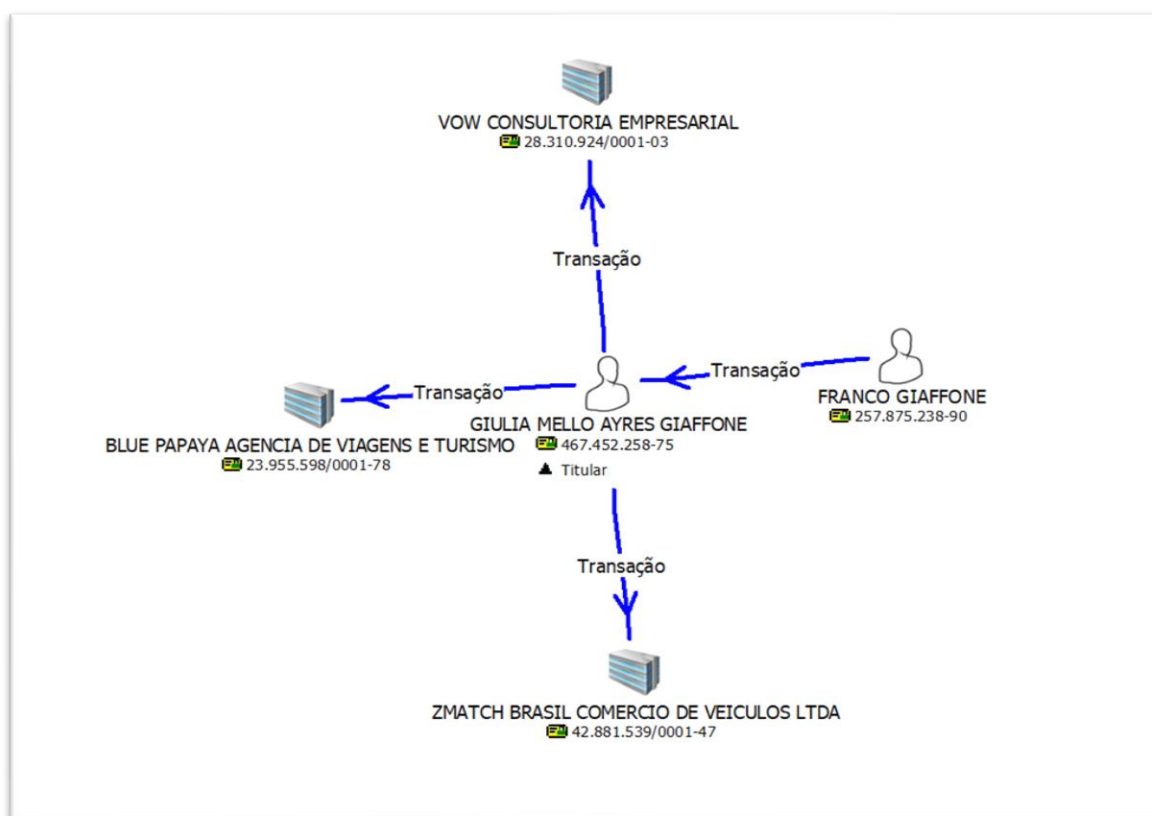 VOW CONSULTORIA EMPRESARIAL
28.310.924/0001-03
Transação
Transação
FRANCO GIAFFONE
257.875.238-90
Transação
GIULIA MELLO AYRES GIAFFONE
467.452.258-75
Titular
BLUE PAPAYA AGENCIA DE VIAGENS E TURISMO
23.955.598/0001-78
Transação
ZMATCH BRASIL COMERCIO DE VEICULOS LTDA
42.881.539/0001-47